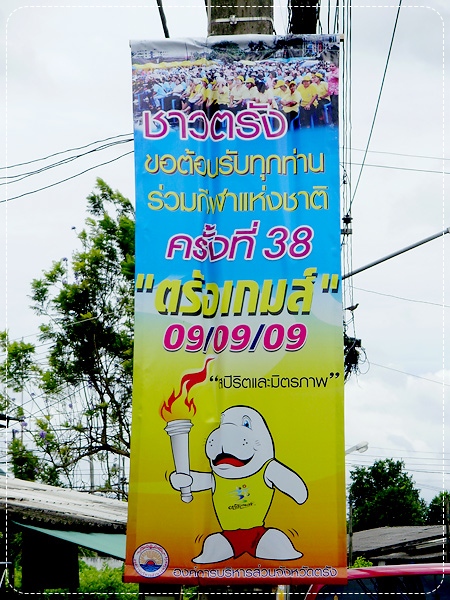 ชาวตรัง
ขอต้อนรับทุกท่าน
ร่วมกีฬาแห่งชาติ
ครั้งที่ 38
"ตรังเกมส์"
09/09/09
"สปิริตและมิตรภาพ"
องค์การบริหารส่วนจังหวัดตรัง